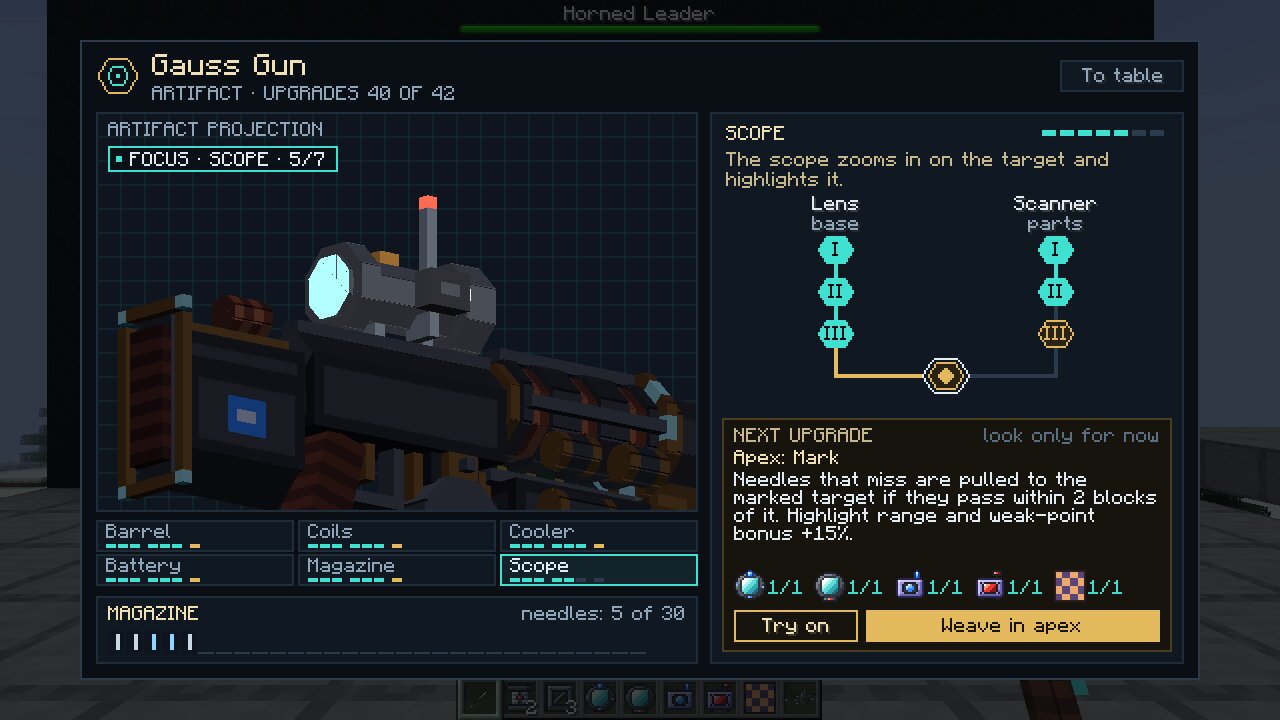 Horned Leader
Gauss Gun
ARTIFACT · UPGRADES 40 OF 42
To table
ARTIFACT PROJECTION
FOCUS · SCOPE · 5/7
SCOPE
The scope zooms in on the target and
highlights it.
Lens
base
Scanner
parts
I
I
II
II
III
III
NEXT UPGRADE
look only for now
Apex: Mark
Needles that miss are pulled to the
marked target if they pass within 2 blocks
of it. Highlight range and weak-point
bonus +15%.
1/1
1/1
1/1
1/1
1/1
Try on
Weave in apex
Barrel
Coils
Cooler
Battery
Magazine
Scope
MAGAZINE
needles: 5 of 30
2
3